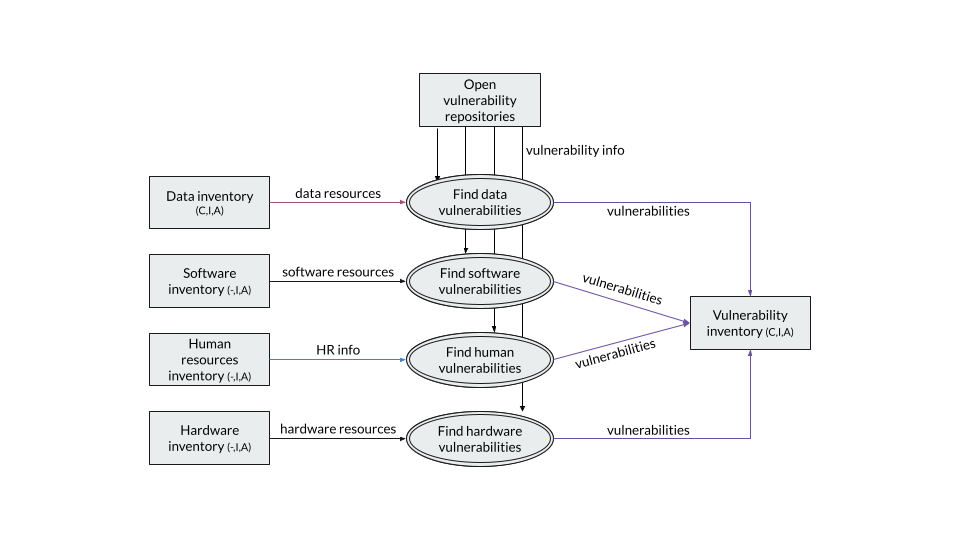 Open
vulnerability
repositories
vulnerability info
Data inventory
(C,I,A)
data resources
Find data
vulnerabilities
vulnerabilities
Software
inventory (-,I,A)
software resources
Find software
vulnerabilities
vulnerabilities
Vulnerability
inventory (C,I,A)
Human
resources
inventory (-,I,A)
HR info
Find human
vulnerabilities
vulnerabilities
Hardware
inventory (-,I,A)
hardware resources
Find hardware
vulnerabilities
vulnerabilities